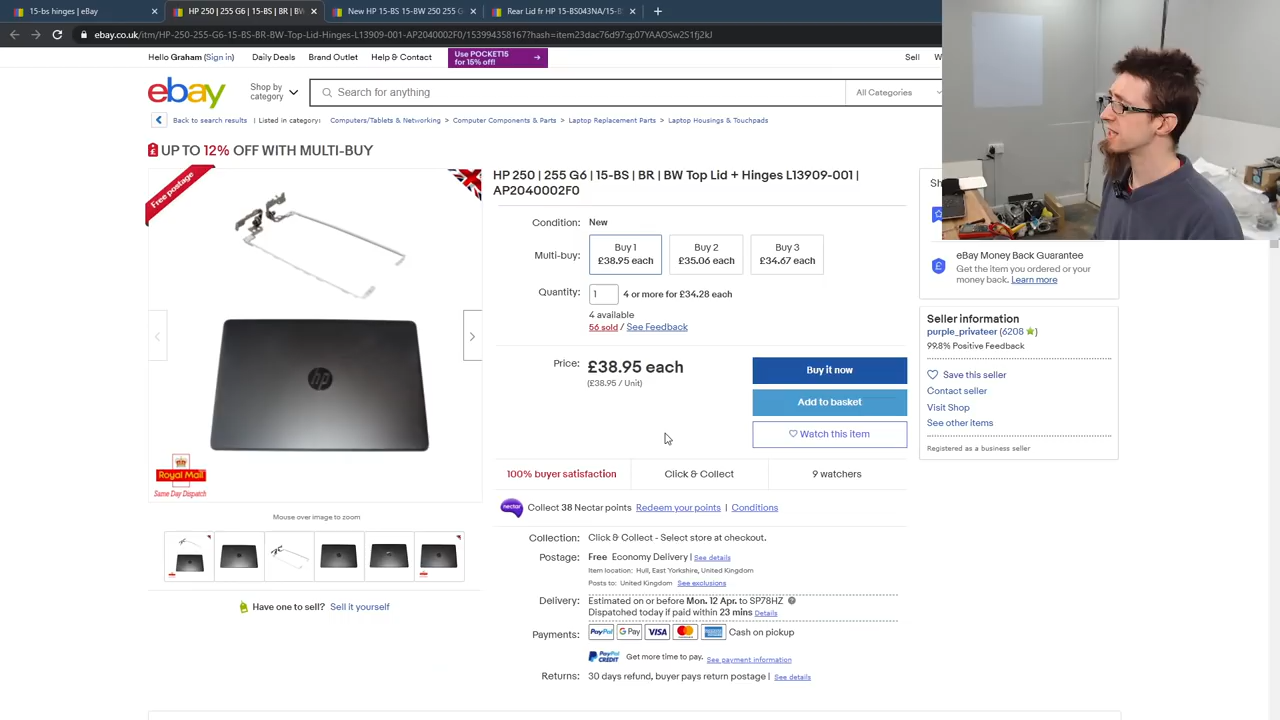 15-bs hinges | eBay
HP 250 | 255 G6 | 15-BS | BR | BW
New HP 15-BS 250 255 G
Rear Lid fr HP 15-BS043NA/15-BS
ebay.co.uk/itm/HP-250-255-G6-15-BS-BR-BW-Top-Lid-Hinges-L13909-001-AP2040002F0/153994358167?hash=item23dac76d97:g:07YAAOSw2S1fj2kJ
Hello Graham (Sign in)
Daily Deals
Brand Outlet
Help & Contact
Use POCKET15
for 15% off!
→
Sell
W
ebay
Shop by
category
Search for anything
All Categories
Back to search results
| Listed in category:
Computers/Tablets & Networking > Computer Components & Parts > Laptop Replacement Parts > Laptop Housings & Touchpads
UP TO 12% OFF WITH MULTI-BUY
Free postage
HP 250 | 255 G6 | 15-BS | BR | BW Top Lid + Hinges L13909-001 |
AP2040002F0
Condition: New
Multi-buy:
Buy 1
£38.95 each
Buy 2
£35.06 each
Buy 3
£34.67 each
Quantity: 1 4 or more for £34.28 each
4 available
56 sold / See Feedback
Price: £38.95 each
(£38.95 / Unit)
Buy it now
Add to basket
Watch this item
100% buyer satisfaction
Click & Collect
9 watchers
Collect 38 Nectar points Redeem your points | Conditions
Collection: Click & Collect - Select store at checkout.
Postage: Free Economy Delivery | See details
Item location: Hull, East Yorkshire, United Kingdom
Posts to: United Kingdom See exclusions
Delivery: Estimated on or before Mon. 12 Apr. to SP78HZ
Dispatched today if paid within 23 mins Details
Payments: PayPal G Pay VISA Cash on pickup
PayPal CREDIT Get more time to pay. See payment information
Returns: 30 days refund, buyer pays return postage | See details
hp
Royal Mail
Same Day Dispatch
Mouse over image to zoom
Have one to sell? Sell it yourself
Sh
eBay Money Back Guarantee
Get the item you ordered or your
money back. Learn more
Seller information
purple_privateer (6208)
99.8% Positive Feedback
Save this seller
Contact seller
Visit Shop
See other items
Registered as a business seller